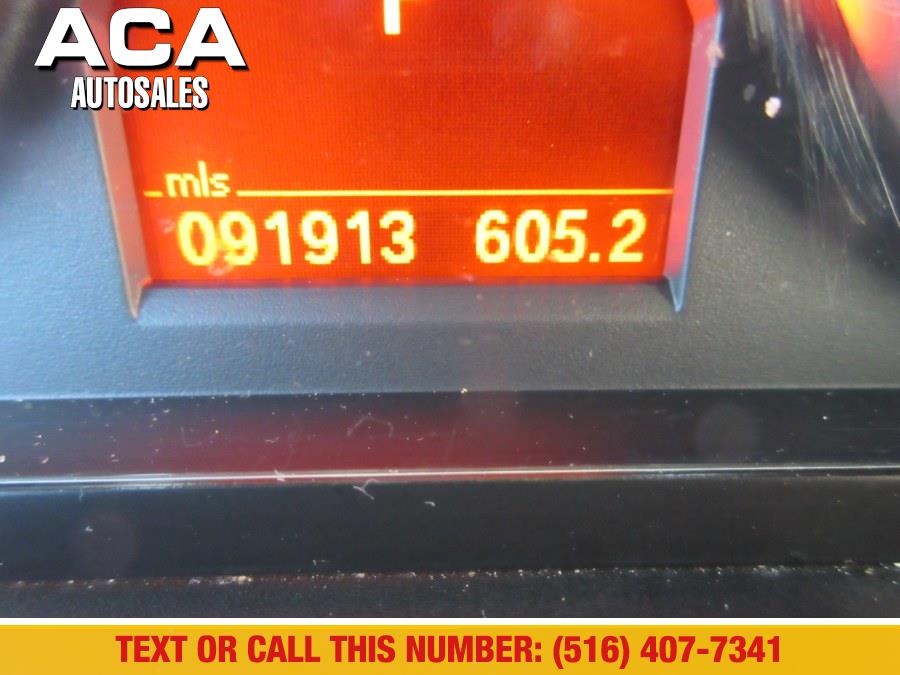 ACA
AUTOSALES
mls
091913 605.2
TEXT OR CALL THIS NUMBER: (516) 407-7341